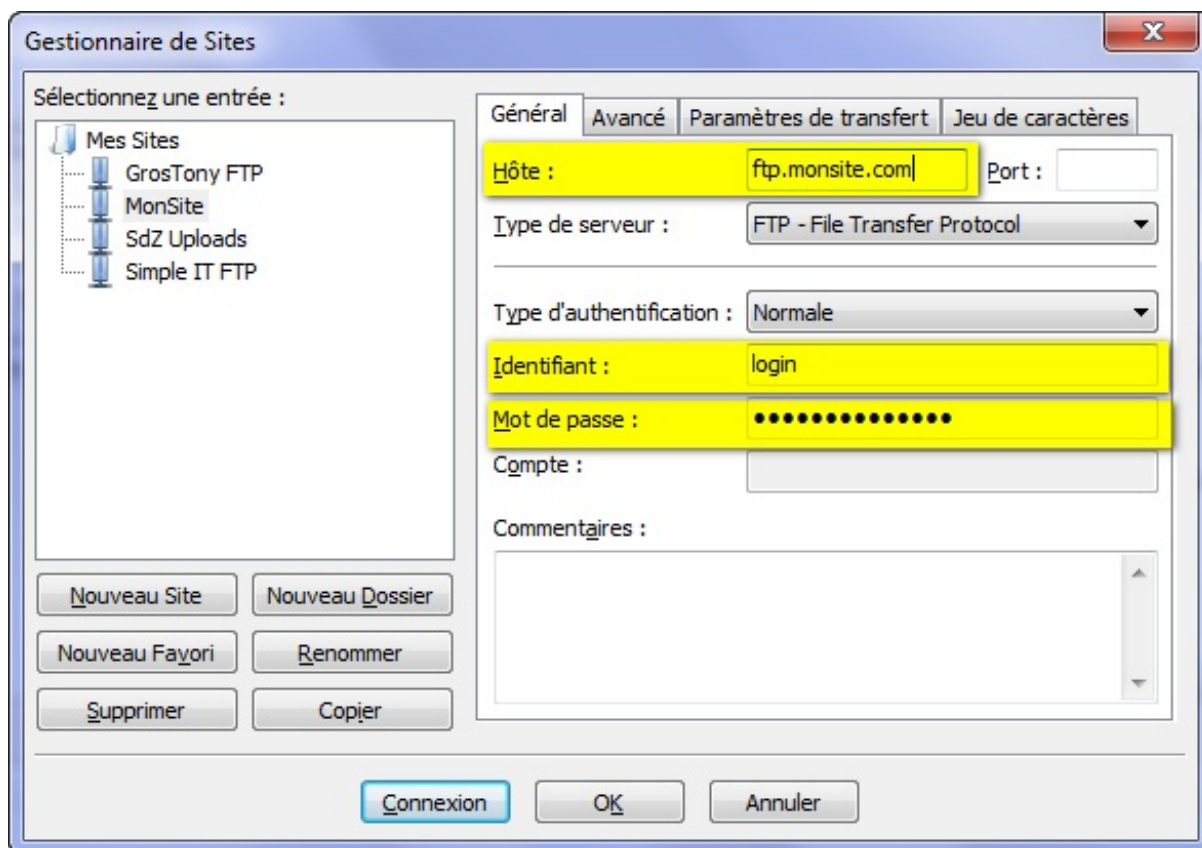 Gestionnaire de Sites
X
Sélectionnez une entrée :
Mes Sites
GrosTony FTP
MonSite
SdZ Uploads
Simple IT FTP
Nouveau Site Nouveau Dossier
Nouveau Favori Renommer
Supprimer Copier
Général Avancé Paramètres de transfert Jeu de caractères
Hôte : ftp.monsite.com Port :
Type de serveur : FTP - File Transfer Protocol
Type d'authentification : Normale
Identifiant : login
Mot de passe : ●●●●●●●●●●●●●●
Compte :
Commentaires :
Connexion OK Annuler